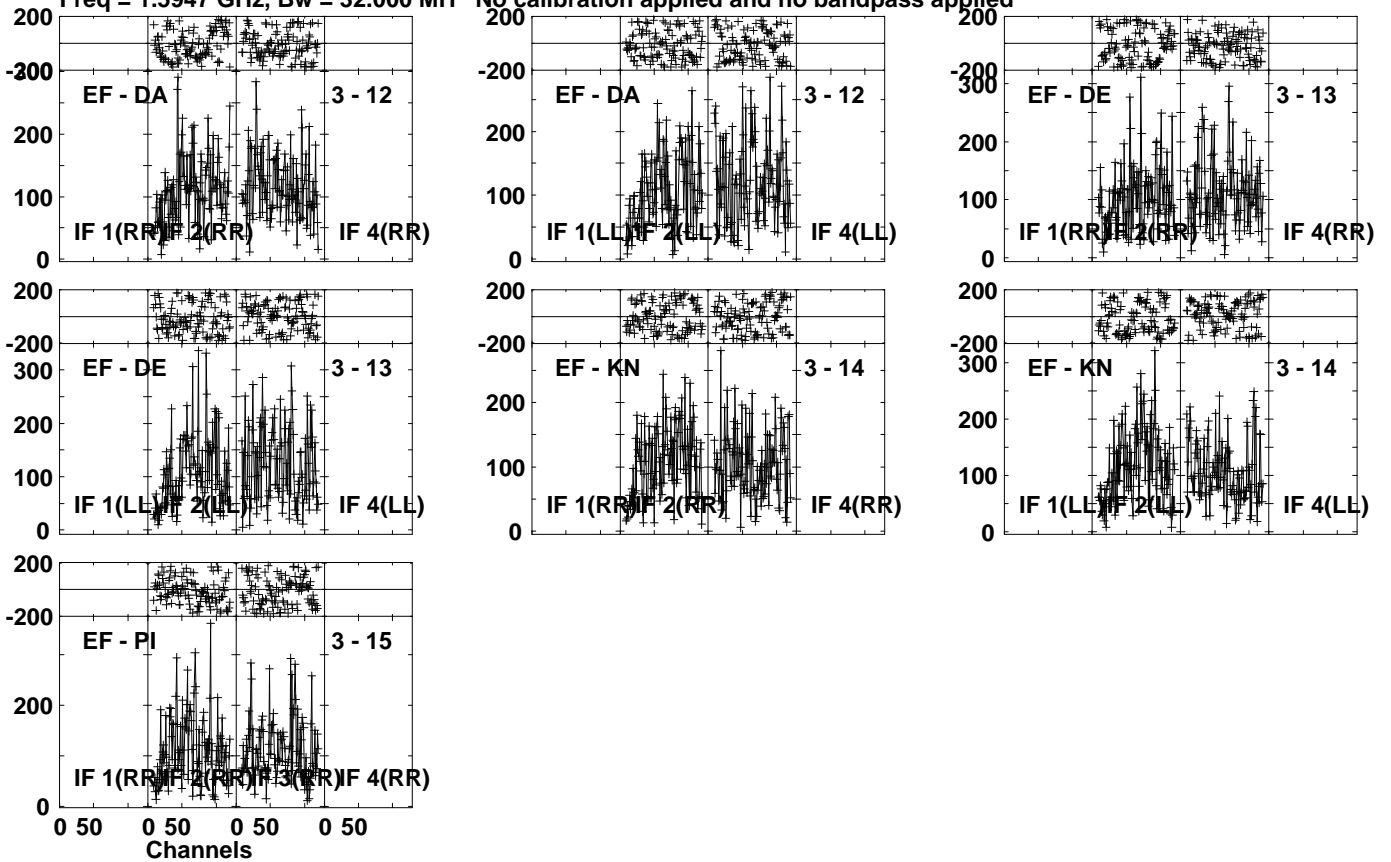 Freq = 1.5947 GHz, Bw = 32.000 MH No calibration applied and no bandpass applied
200 200 200
-200 -200 -200
300 300
EF - DA 3 - 12 EF - DA 3 - 12 EF - DE 3 - 13
200 200 200
100 100 100
IF 1(RR) IF 2(RR) IF 4(RR) IF 1(LL) IF 2(LL) IF 4(LL) IF 1(RR) IF 2(RR) IF 4(RR)
0 0 0
200 200 200
-200 -200 -200
EF - DE 3 - 13 EF - KN 3 - 14 EF - KN 3 - 14
300 300
200 200 200
100 100 100
IF 1(LL) IF 2(LL) IF 4(LL) IF 1(RR) IF 2(RR) IF 4(RR) IF 1(LL) IF 2(LL) IF 4(LL)
0 0 0
200
-200
EF - PI 3 - 15
200
IF 1(RR) IF 2(RR) IF 3(RR) IF 4(RR)
0
0 50 0 50 0 50 0 50
Channels